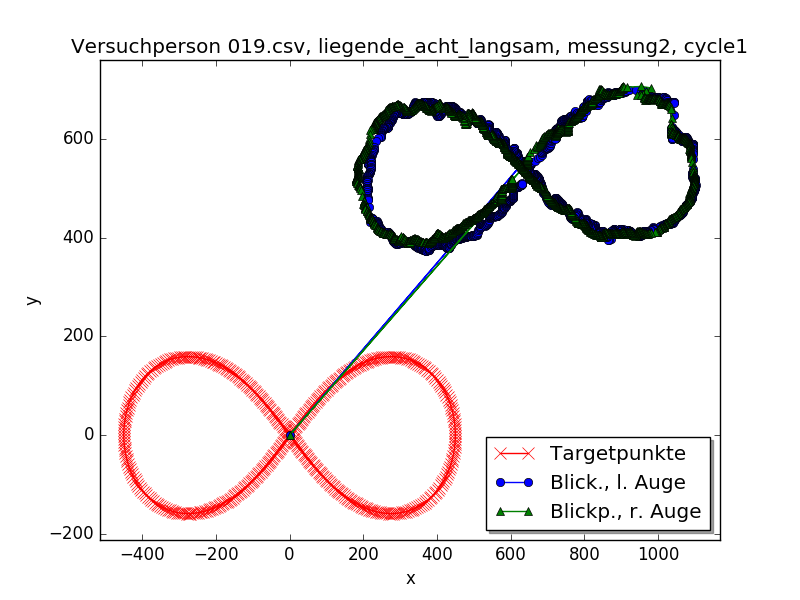 Versuchperson 019.csv, liegende_acht_langsam, messung2, cycle1
y
600
400
200
0
−200
−400
−200
0
200
400
600
800
1000
x
Targetpunkte
Blick., l. Auge
Blickp., r. Auge